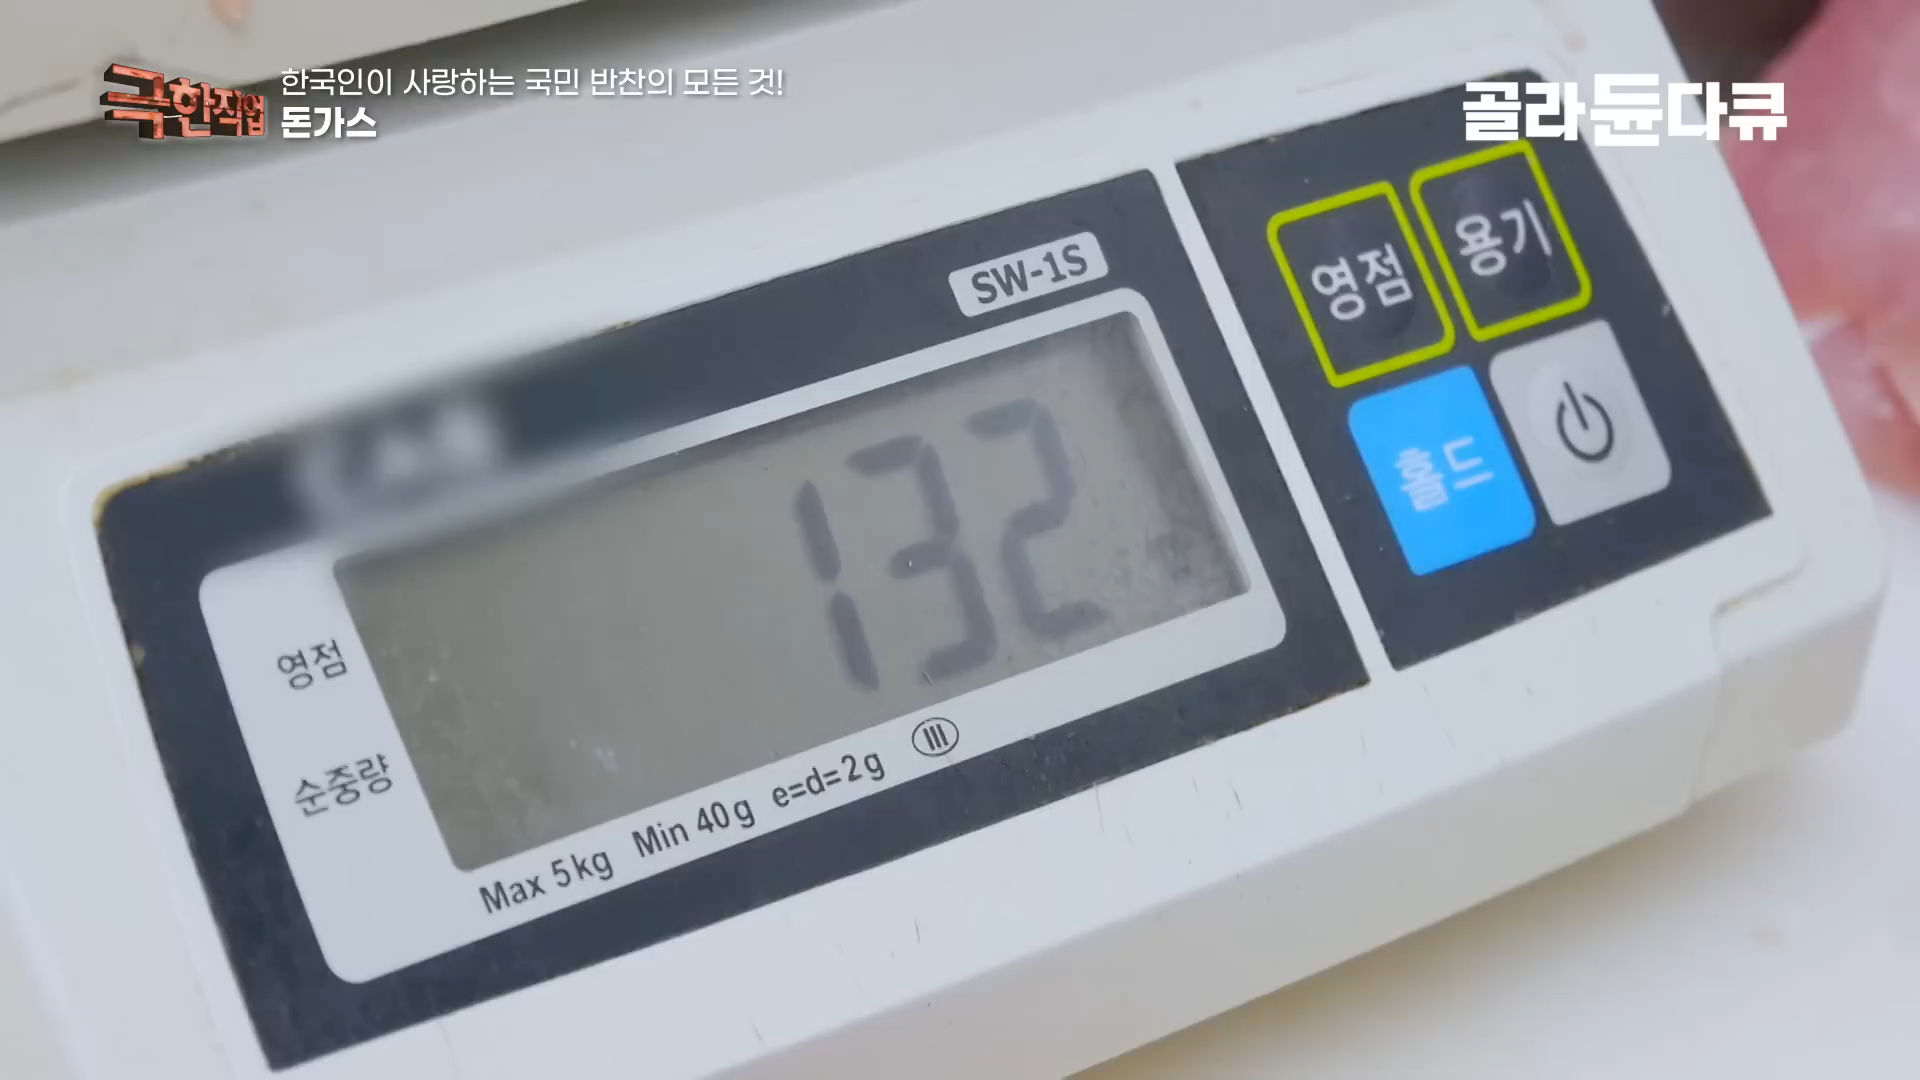 극한직업
한국인이 사랑하는 국민 반찬의 모든 것!
돈가스
골라듄다큐
SW-1S
영점
용기
홀드
132
영점
순중량
Max 5kg Min 40g e=d=2g III